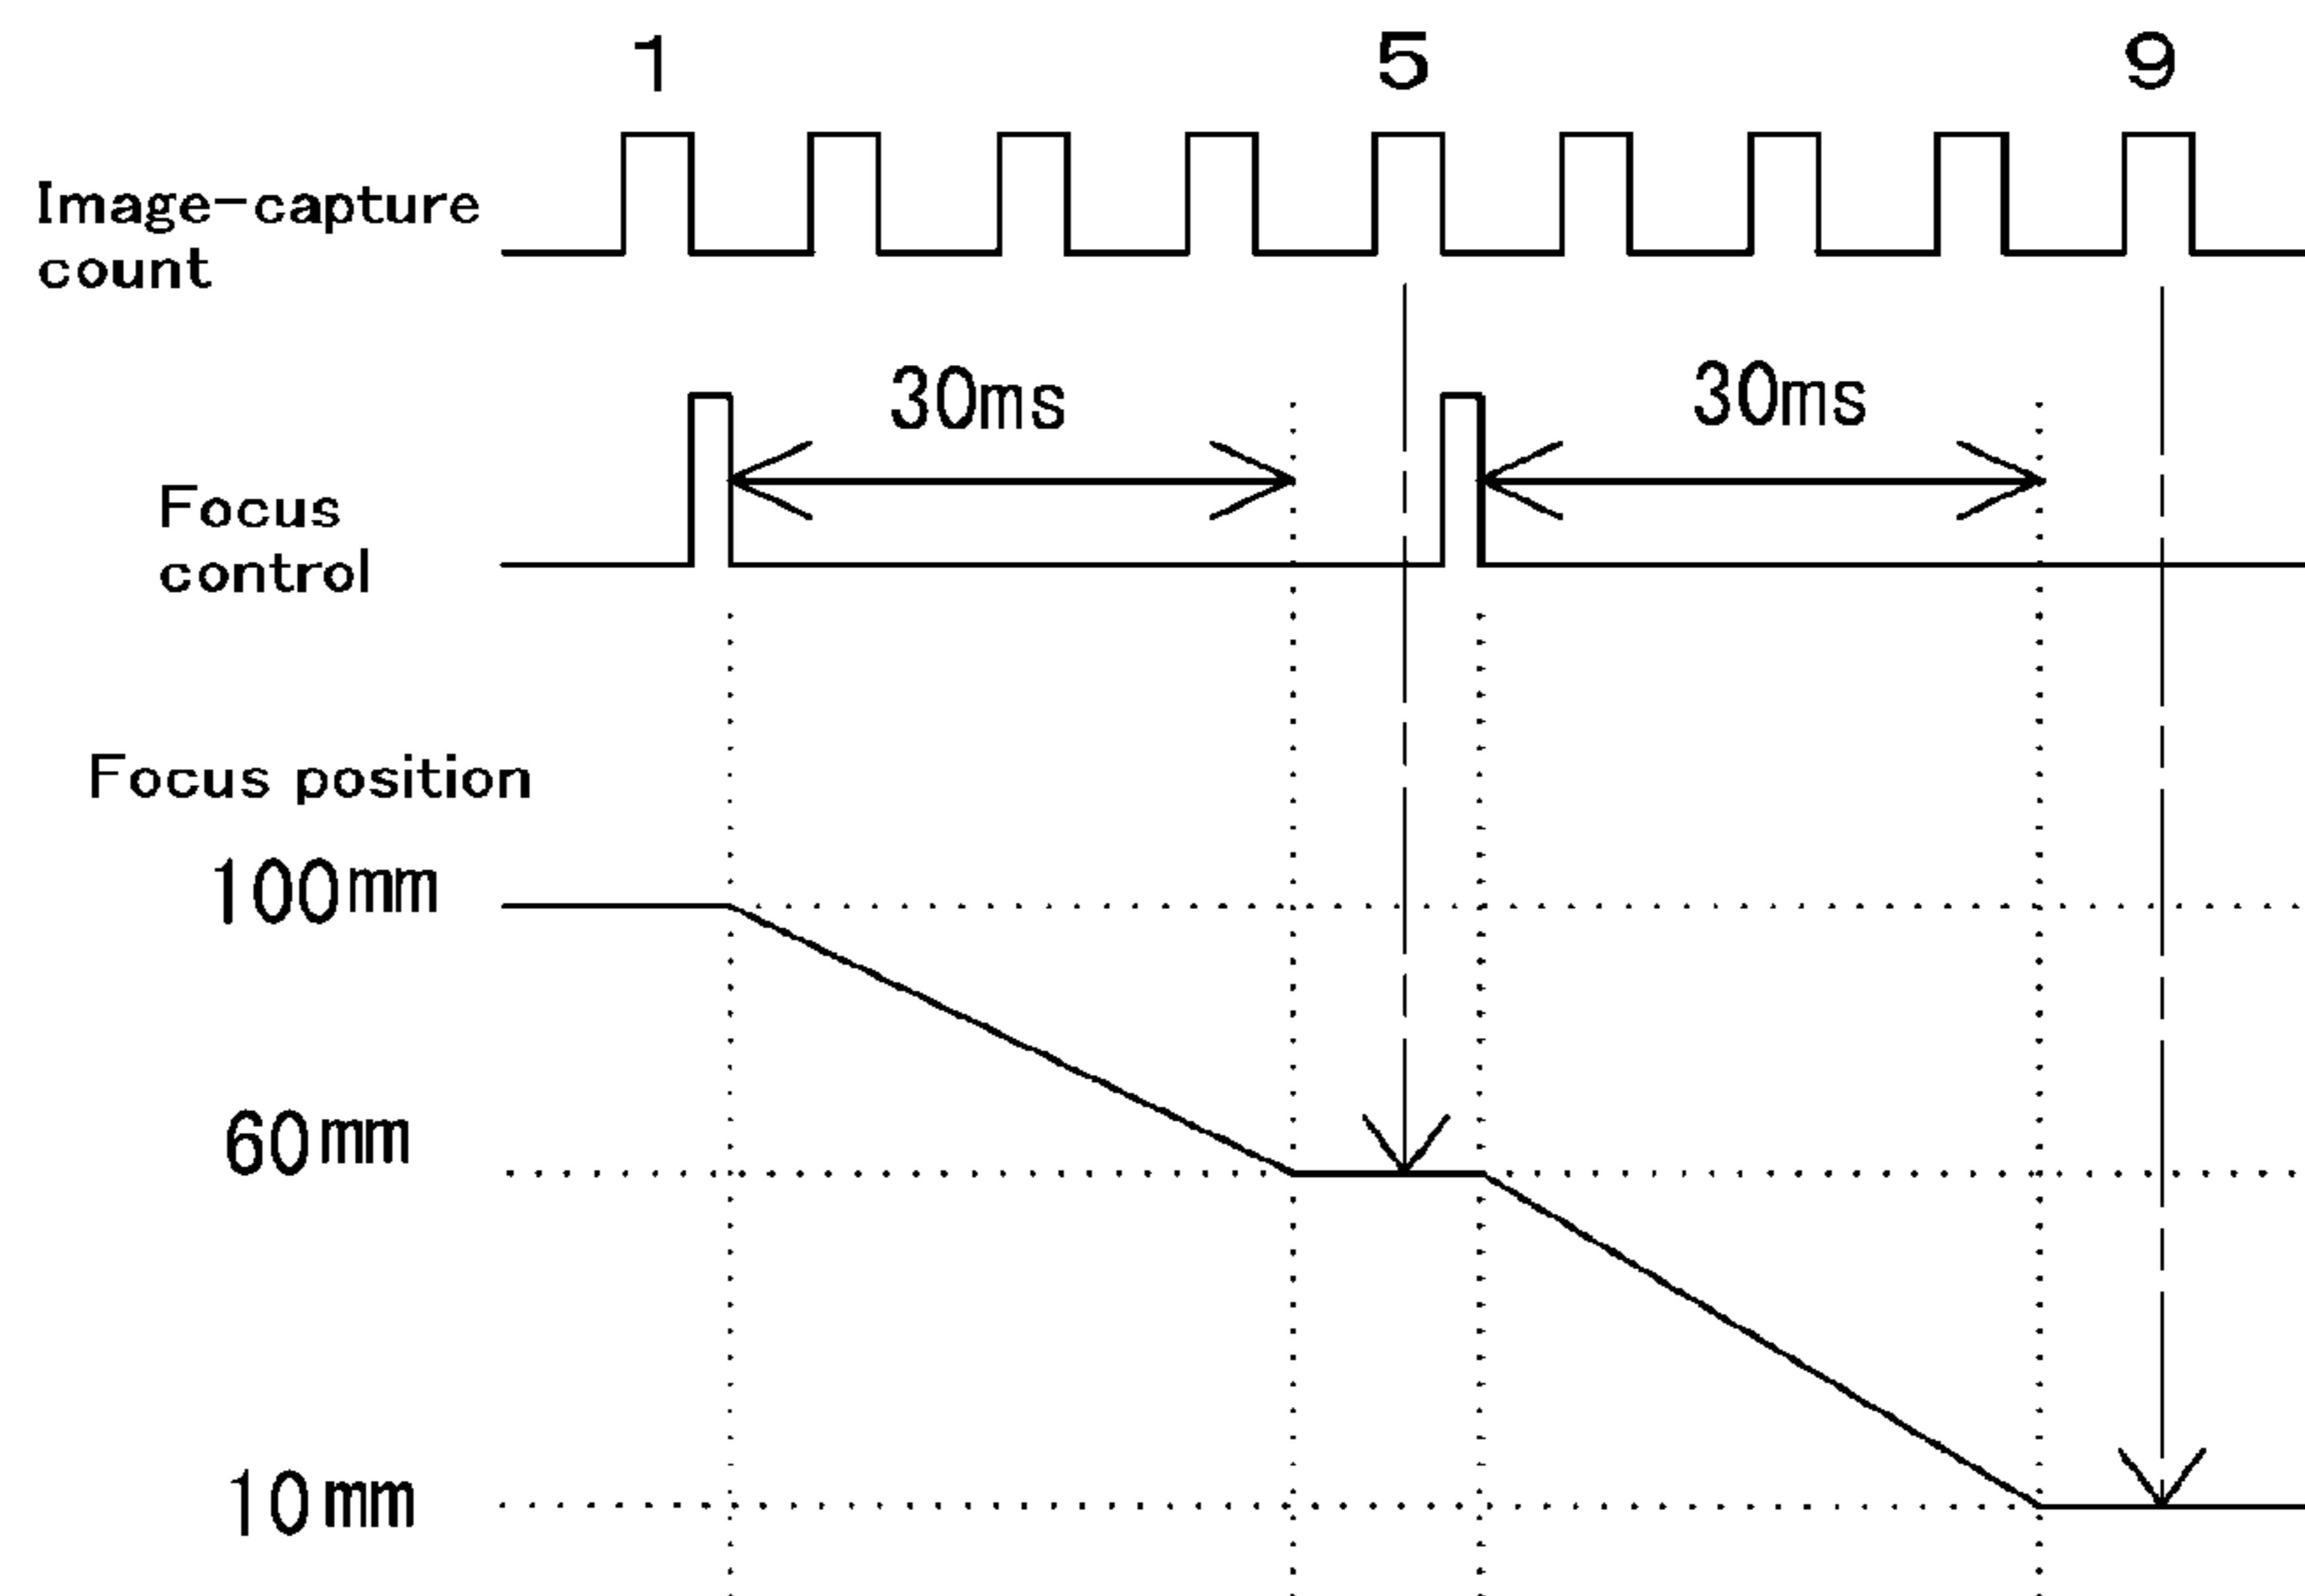 1 5 9
Image-capture
count
30ms 30ms
Focus
control
Focus position
100mm
60mm
10mm